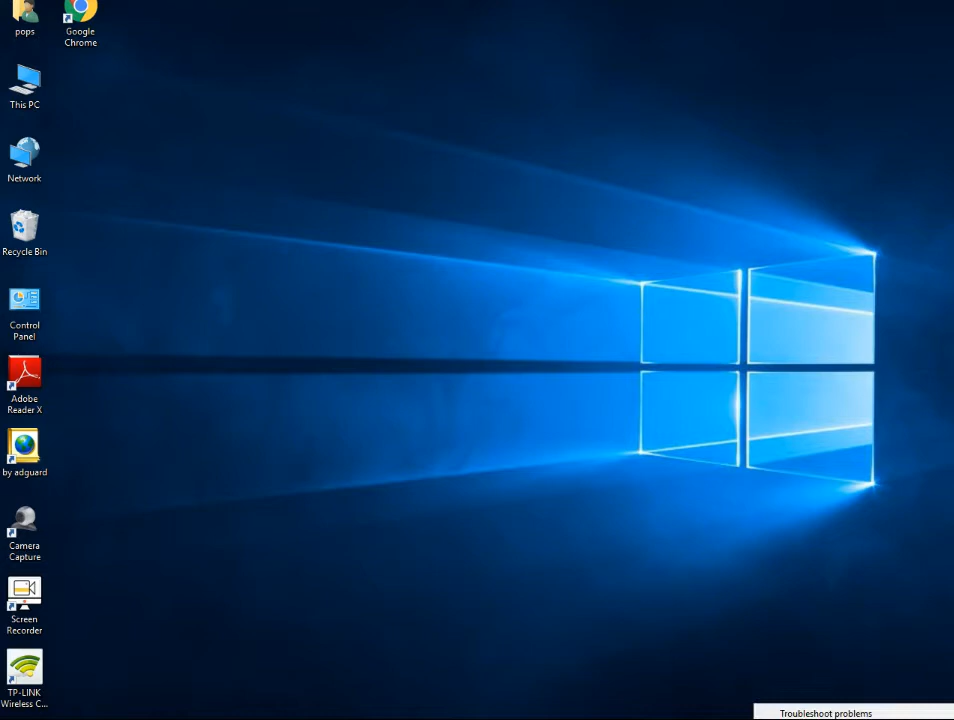 pops
Google
Chrome
This PC
Network
Recycle Bin
Control
Panel
Adobe
Reader X
by adguard
Camera
Capture
Screen
Recorder
TP-LINK
Wireless C...
Troubleshoot problems